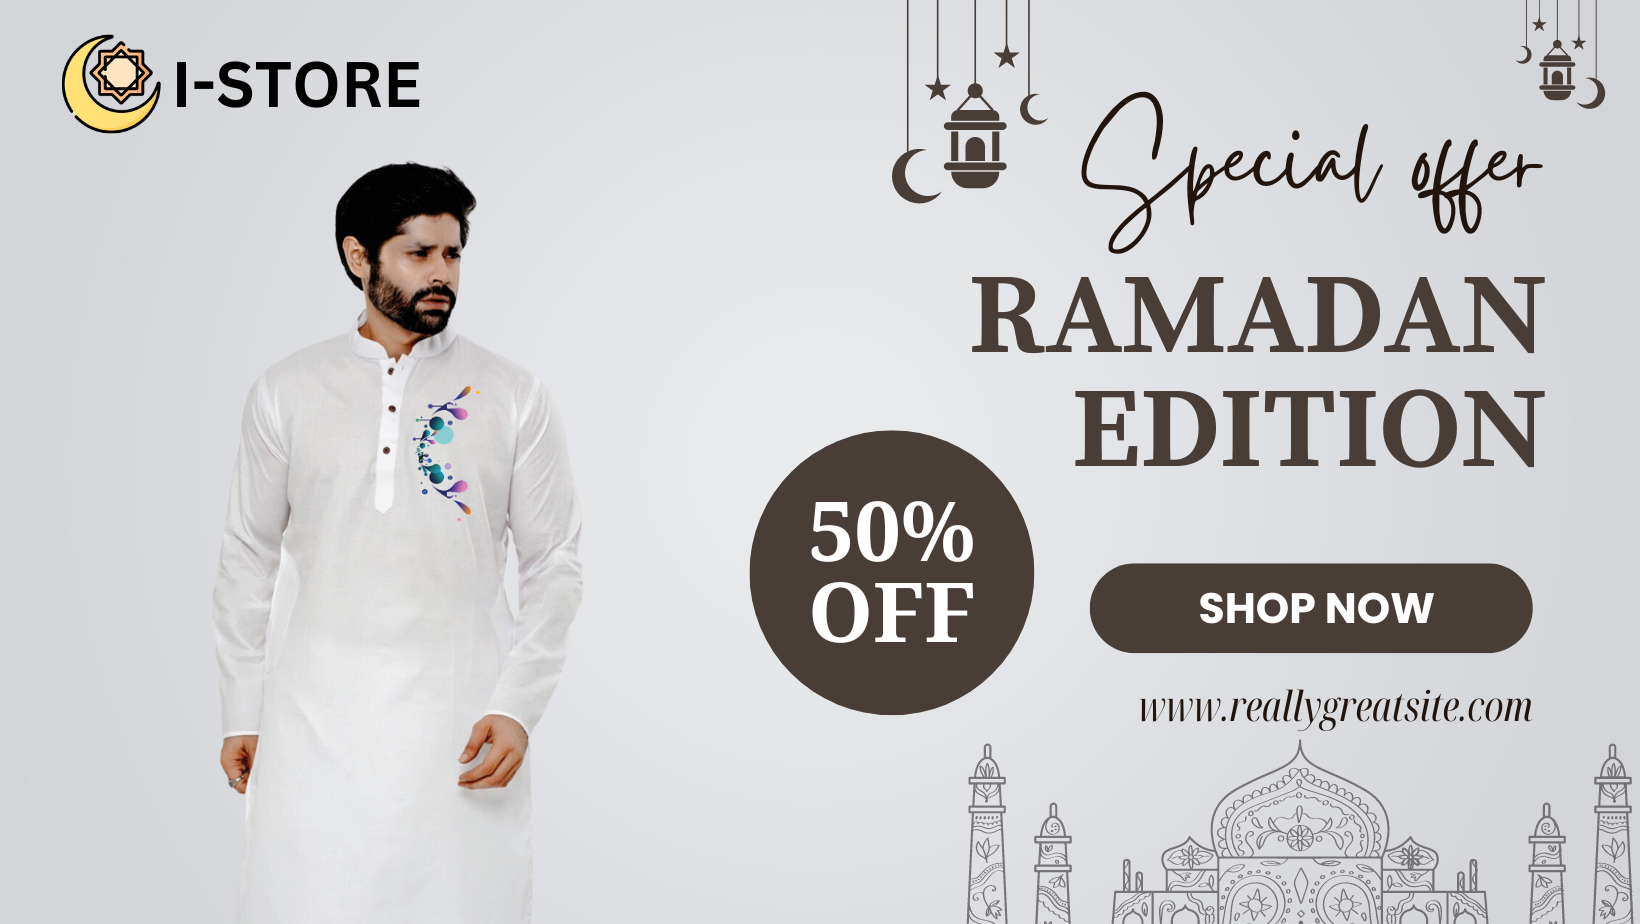 I-STORE
Special offer
RAMADAN
EDITION
50%
OFF
SHOP NOW
www.reallygreatsite.com